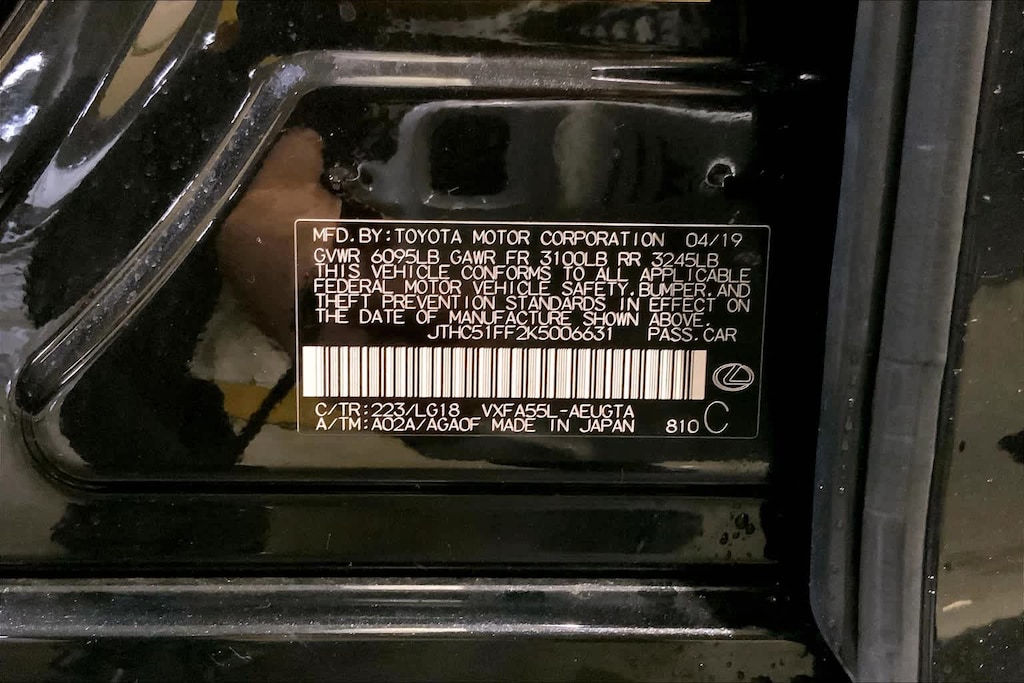 MFD. BY: TOYOTA MOTOR CORPORATION 04/19
GVWR 6095LB GAWR FR 3100LB RR 3245LB
THIS VEHICLE CONFORMS TO ALL APPLICABLE
FEDERAL MOTOR VEHICLE SAFETY, BUMPER, AND
THEFT PREVENTION STANDARDS IN EFFECT ON
THE DATE OF MANUFACTURE SHOWN ABOVE.
JTHC51FF2K5006631 PASS. CAR
C/TR: 223/LG18 VXFA55L-AEUGTA
A/TM: A02A/AGA0F MADE IN JAPAN 810 C